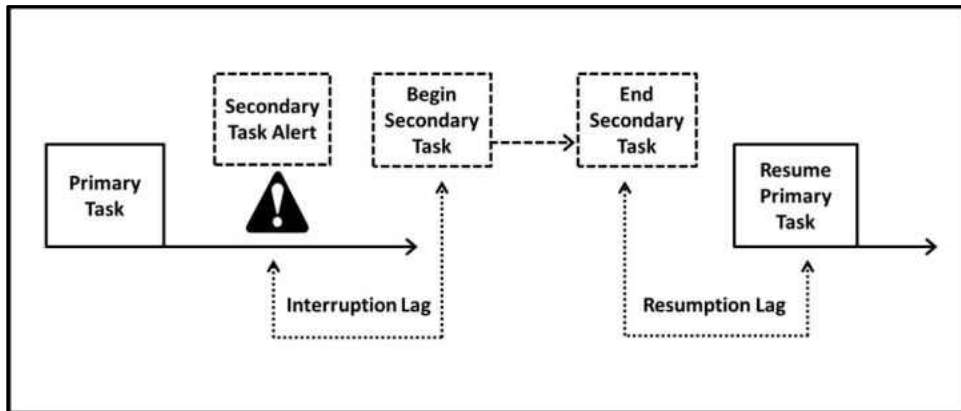 Primary
Task
Secondary
Task Alert
Begin
Secondary
Task
End
Secondary
Task
Resume
Primary
Task
Interruption Lag
Resumption Lag